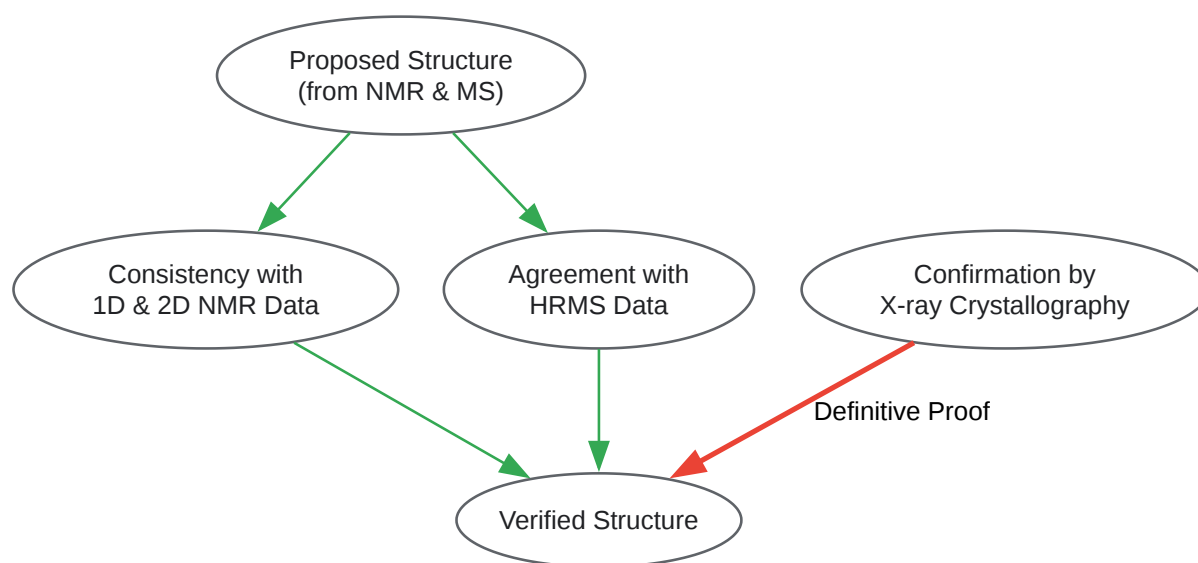 Proposed Structure
(from NMR & MS)
Consistency with
1D & 2D NMR Data
Agreement with
HRMS Data
Confirmation by
X-ray Crystallography
Definitive Proof
Verified Structure